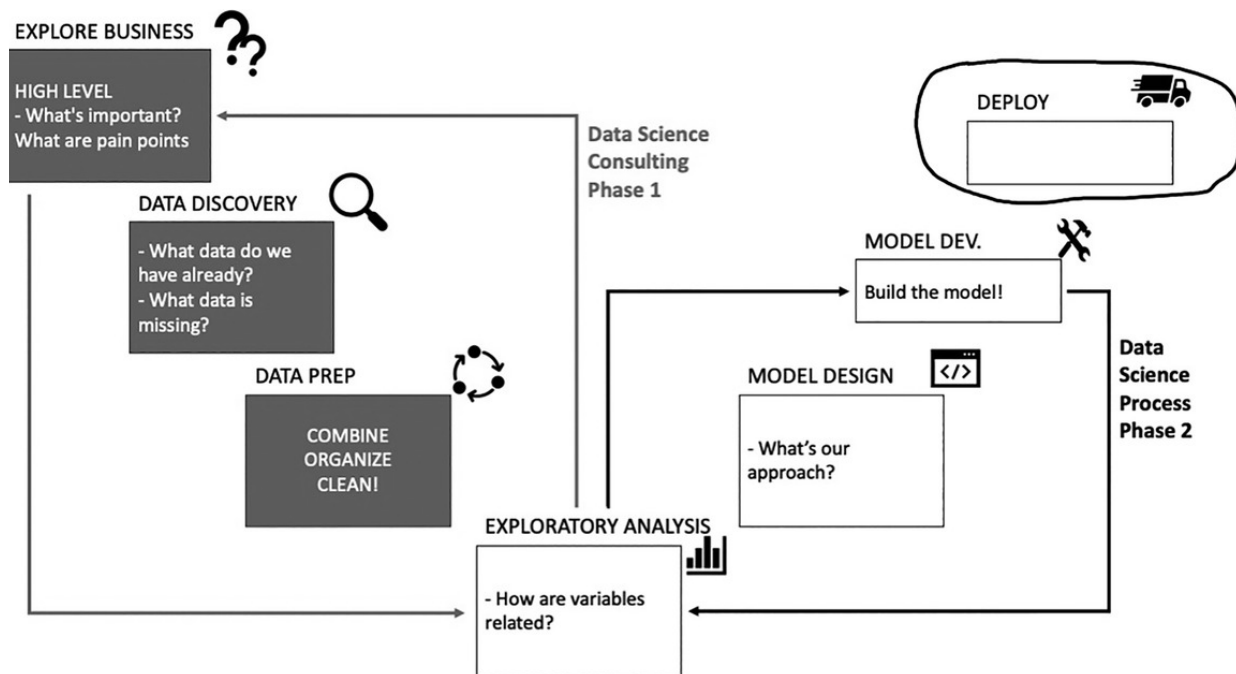 EXPLORE BUSINESS
HIGH LEVEL
- What's important?
What are pain points
Data Science
Consulting
Phase 1
DEPLOY
DATA DISCOVERY
- What data do we
have already?
- What data is
missing?
MODEL DEV.
Build the model!
DATA PREP
COMBINE
ORGANIZE
CLEAN!
MODEL DESIGN
</>
- What's our
approach?
Data
Science
Process
Phase 2
EXPLORATORY ANALYSIS
- How are variables
related?